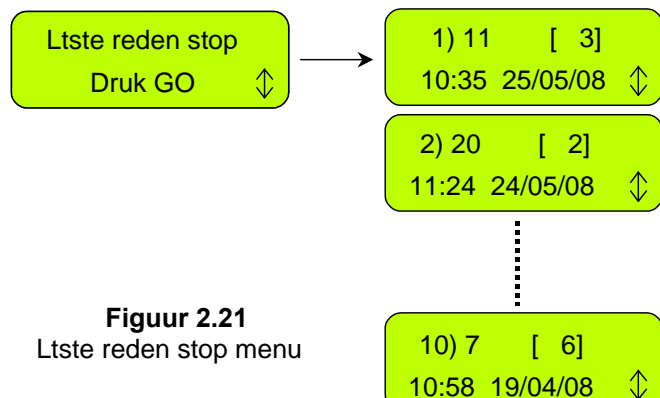 Ltste reden stop
Druk GO
1) 11 [ 3]
10:35 25/05/08
2) 20 [ 2]
11:24 24/05/08
10) 7 [ 6]
10:58 19/04/08
Figuur 2.21
Ltste reden stop menu